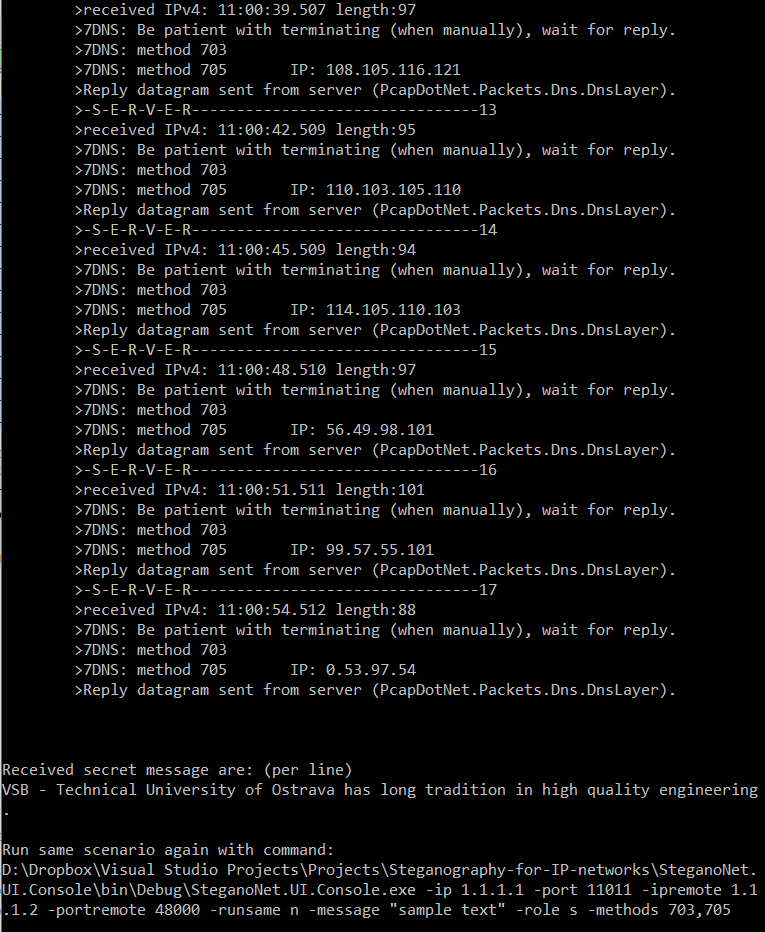 >received IPv4: 11:00:39.507 length:97
>7DNS: Be patient with terminating (when manually), wait for reply.
>7DNS: method 703
>7DNS: method 705       IP: 108.105.116.121
>Reply datagram sent from server (PcapDotNet.Packets.Dns.DnsLayer).
>-S-E-R-V-E-R--------------------------------13
>received IPv4: 11:00:42.509 length:95
>7DNS: Be patient with terminating (when manually), wait for reply.
>7DNS: method 703
>7DNS: method 705       IP: 110.103.105.110
>Reply datagram sent from server (PcapDotNet.Packets.Dns.DnsLayer).
>-S-E-R-V-E-R--------------------------------14
>received IPv4: 11:00:45.509 length:94
>7DNS: Be patient with terminating (when manually), wait for reply.
>7DNS: method 703
>7DNS: method 705       IP: 114.105.110.103
>Reply datagram sent from server (PcapDotNet.Packets.Dns.DnsLayer).
>-S-E-R-V-E-R--------------------------------15
>received IPv4: 11:00:48.510 length:97
>7DNS: Be patient with terminating (when manually), wait for reply.
>7DNS: method 703
>7DNS: method 705       IP: 56.49.98.101
>Reply datagram sent from server (PcapDotNet.Packets.Dns.DnsLayer).
>-S-E-R-V-E-R--------------------------------16
>received IPv4: 11:00:51.511 length:101
>7DNS: Be patient with terminating (when manually), wait for reply.
>7DNS: method 703
>7DNS: method 705       IP: 99.57.55.101
>Reply datagram sent from server (PcapDotNet.Packets.Dns.DnsLayer).
>-S-E-R-V-E-R--------------------------------17
>received IPv4: 11:00:54.512 length:88
>7DNS: Be patient with terminating (when manually), wait for reply.
>7DNS: method 703
>7DNS: method 705       IP: 0.53.97.54
>Reply datagram sent from server (PcapDotNet.Packets.Dns.DnsLayer).
Received secret message are: (per line)
VSB - Technical University of Ostrava has long tradition in high quality engineering
.
Run same scenario again with command:
D:\Dropbox\Visual Studio Projects\Projects\Steganography-for-IP-networks\SteganoNet.
UI.Console\bin\Debug\SteganoNet.UI.Console.exe -ip 1.1.1.1 -port 11011 -ipremote 1.1
.1.2 -portremote 48000 -runsame n -message "sample text" -role s -methods 703,705